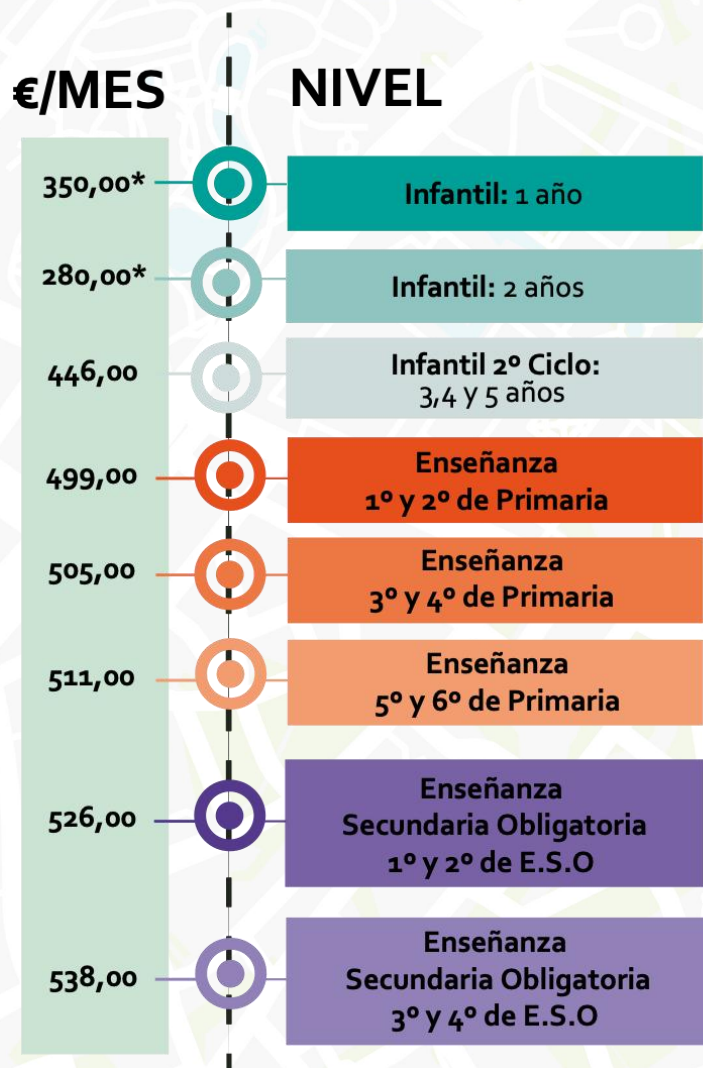 €/MES NIVEL
350,00* Infantil: 1 año
280,00* Infantil: 2 años
446,00 Infantil 2º Ciclo:
3,4 y 5 años
499,00 Enseñanza
1º y 2º de Primaria
505,00 Enseñanza
3º y 4º de Primaria
511,00 Enseñanza
5º y 6º de Primaria
526,00 Enseñanza
Secundaria Obligatoria
1º y 2º de E.S.O
538,00 Enseñanza
Secundaria Obligatoria
3º y 4º de E.S.O